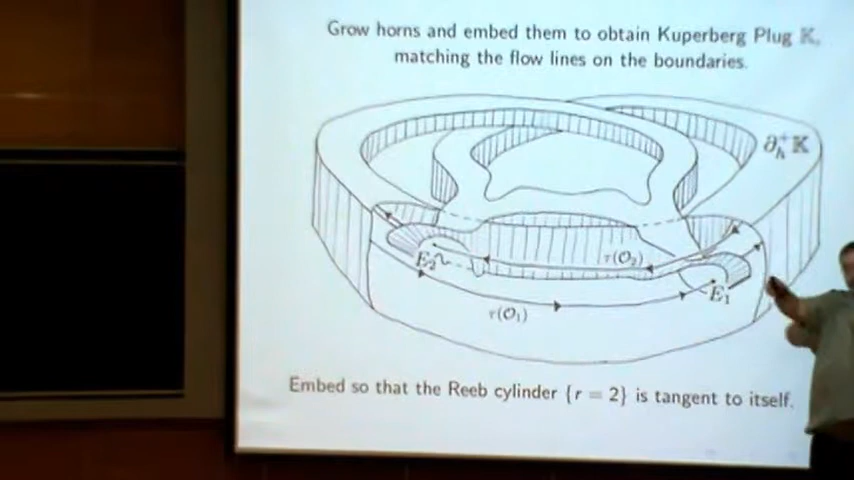 Grow horns and embed them to obtain Kuperberg Plug 𝕂,
matching the flow lines on the boundaries.
∂ₕ⁺𝕂
E₂
τ(𝒪₂)
E₁
τ(𝒪₁)
Embed so that the Reeb cylinder {r = 2} is tangent to itself.